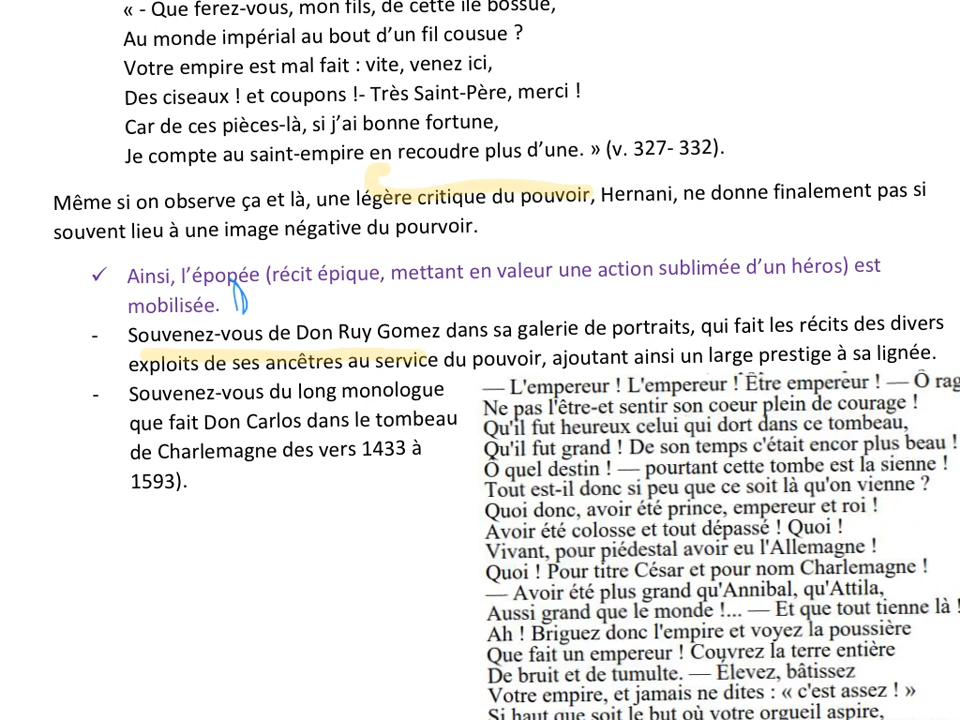 « - Que ferez-vous, mon fils, de cette île bossue,
Au monde impérial au bout d’un fil cousue ?
Votre empire est mal fait : vite, venez ici,
Des ciseaux ! et coupons !- Très Saint-Père, merci !
Car de ces pièces-là, si j’ai bonne fortune,
Je compte au saint-empire en recoudre plus d’une. » (v. 327- 332).
Même si on observe ça et là, une légère critique du pouvoir, Hernani, ne donne finalement pas si
souvent lieu à une image négative du pourvoir.
✓ Ainsi, l’épopée (récit épique, mettant en valeur une action sublimée d’un héros) est
mobilisée.
- Souvenez-vous de Don Ruy Gomez dans sa galerie de portraits, qui fait les récits des divers
exploits de ses ancêtres au service du pouvoir, ajoutant ainsi un large prestige à sa lignée.
- Souvenez-vous du long monologue
que fait Don Carlos dans le tombeau
de Charlemagne des vers 1433 à
1593).
— L'empereur ! L'empereur ! Être empereur ! — Ô rag
Ne pas l'être-et sentir son coeur plein de courage !
Qu'il fut heureux celui qui dort dans ce tombeau,
Qu'il fut grand ! De son temps c'était encor plus beau !
Ô quel destin ! — pourtant cette tombe est la sienne !
Tout est-il donc si peu que ce soit là qu'on vienne ?
Quoi donc, avoir été prince, empereur et roi !
Avoir été colosse et tout dépassé ! Quoi !
Vivant, pour piédestal avoir eu l'Allemagne !
Quoi ! Pour titre César et pour nom Charlemagne !
— Avoir été plus grand qu'Annibal, qu'Attila,
Aussi grand que le monde !... — Et que tout tienne là !
Ah ! Briguez donc l'empire et voyez la poussière
Que fait un empereur ! Couvrez la terre entière
De bruit et de tumulte. — Élevez, bâtissez
Votre empire, et jamais ne dites : « c'est assez ! »
Si haut que soit le but où votre orgueil aspire,